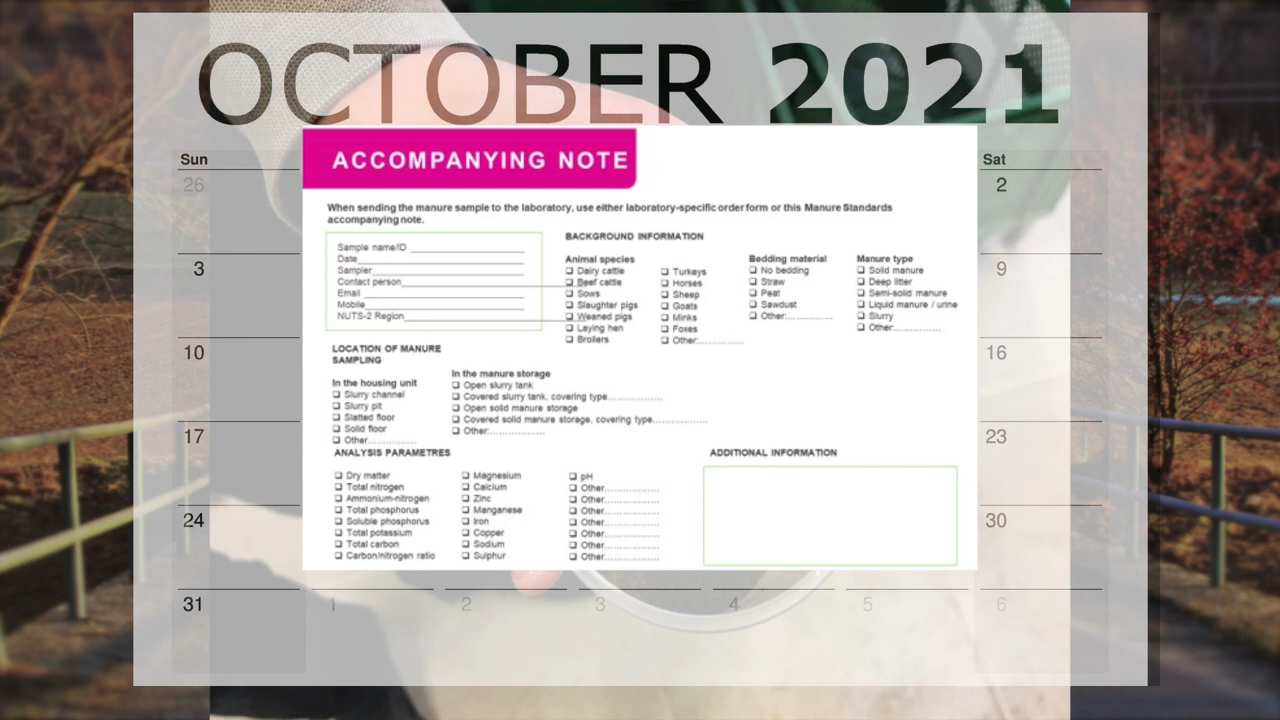 OCTOBER 2021
Sun
Sat
26
2
3
9
10
16
17
23
24
30
31
1
2
3
4
5
6
ACCOMPANYING NOTE
When sending the manure sample to the laboratory, use either laboratory-specific order form or this Manure Standards
accompanying note.
Sample name/ID
Date
Sampler
Contact person
Email
Mobile
NUTS-2 Region
BACKGROUND INFORMATION
Animal species
Dairy cattle
Beef cattle
Sows
Slaughter pigs
Weaned pigs
Laying hen
Broilers
Turkeys
Horses
Sheep
Goats
Minks
Foxes
Other:..............
Bedding material
No bedding
Straw
Peat
Sawdust
Other:..............
Manure type
Solid manure
Deep litter
Semi-solid manure
Liquid manure / urine
Slurry
Other:..............
LOCATION OF MANURE
SAMPLING
In the housing unit
Slurry channel
Slurry pit
Slatted floor
Solid floor
Other..............
In the manure storage
Open slurry tank
Covered slurry tank, covering type................
Open solid manure storage
Covered solid manure storage, covering type................
Other:................
ANALYSIS PARAMETRES
Dry matter
Total nitrogen
Ammonium-nitrogen
Total phosphorus
Soluble phosphorus
Total potassium
Total carbon
Carbon/nitrogen ratio
Magnesium
Calcium
Zinc
Manganese
Iron
Copper
Sodium
Sulphur
pH
Other................
Other................
Other................
Other................
Other................
Other................
Other................
ADDITIONAL INFORMATION